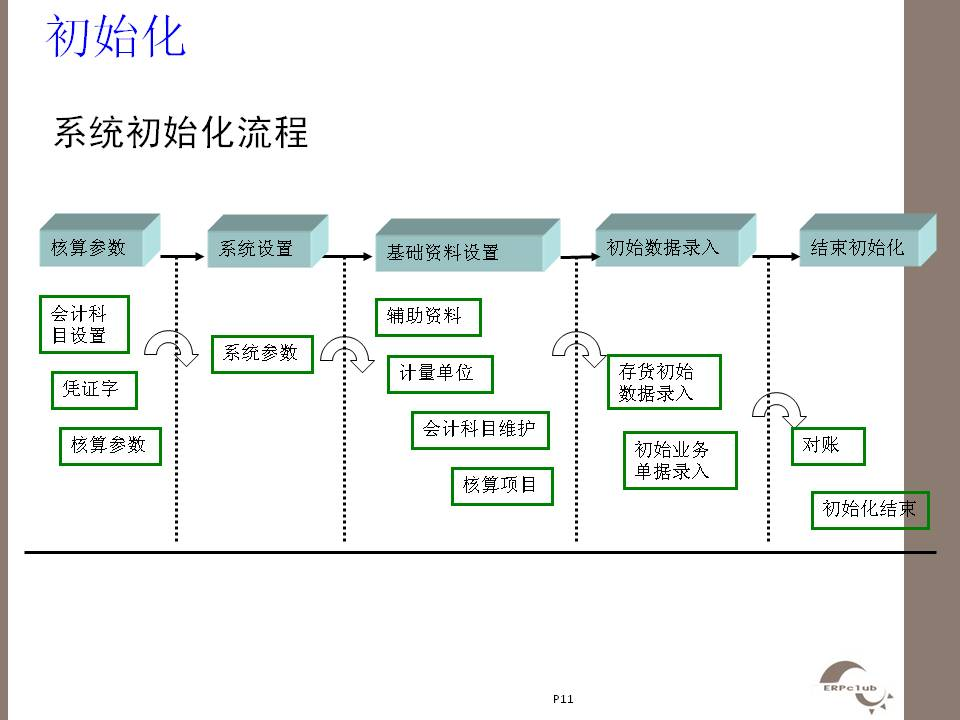 初始化
系统初始化流程
核算参数
系统设置
基础资料设置
初始数据录入
结束初始化
会计科
目设置
凭证字
核算参数
系统参数
辅助资料
计量单位
会计科目维护
核算项目
存货初始
数据录入
初始业务
单据录入
对账
初始化结束
P11
ERPclub